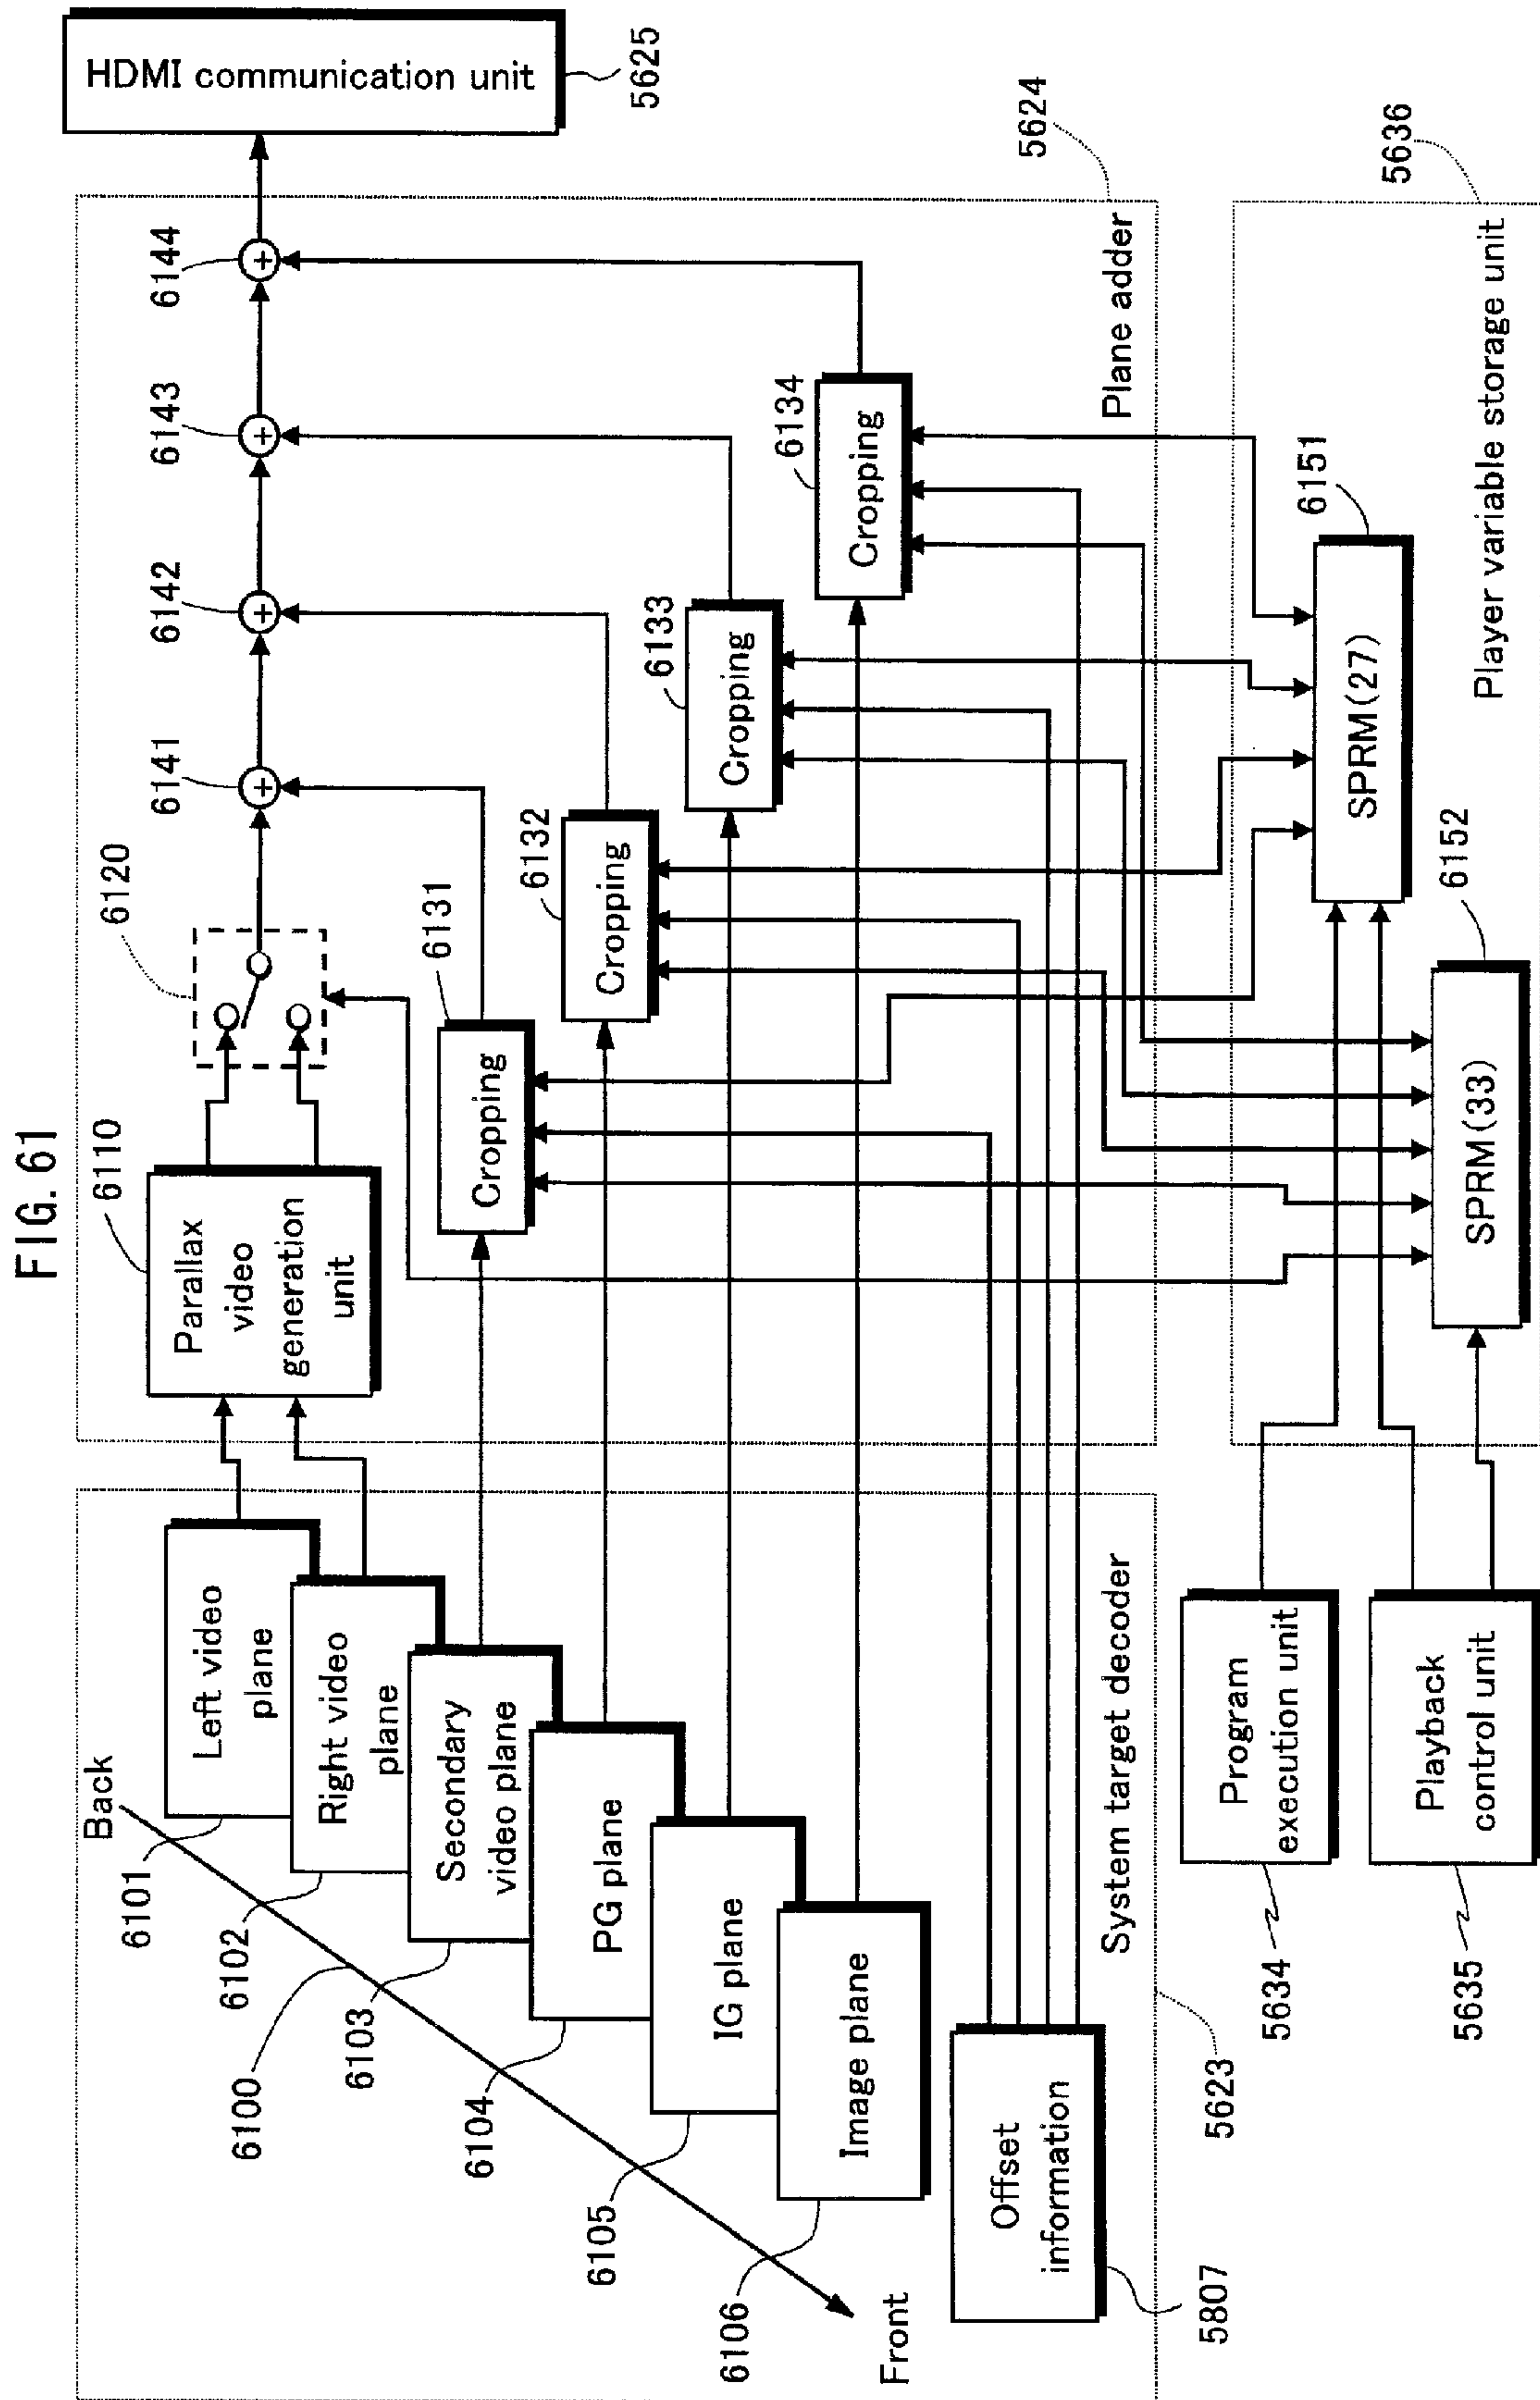 FIG. 61
Back
6101
6102
6100
6103
6104
6105
6106
Front
Left video
plane
Right video
plane
Secondary
video plane
PG plane
IG plane
Image plane
Offset
information
5807
System target decoder
5623
6110
Parallax
video
generation
unit
6120
6131
Cropping
6132
Cropping
6133
Cropping
6134
Cropping
6141
+
6142
+
6143
+
6144
+
Plane adder
5624
HDMI communication unit
5625
5634
Program
execution unit
5635
Playback
control unit
SPRM(33)
6152
SPRM(27)
6151
Player variable storage unit
5636